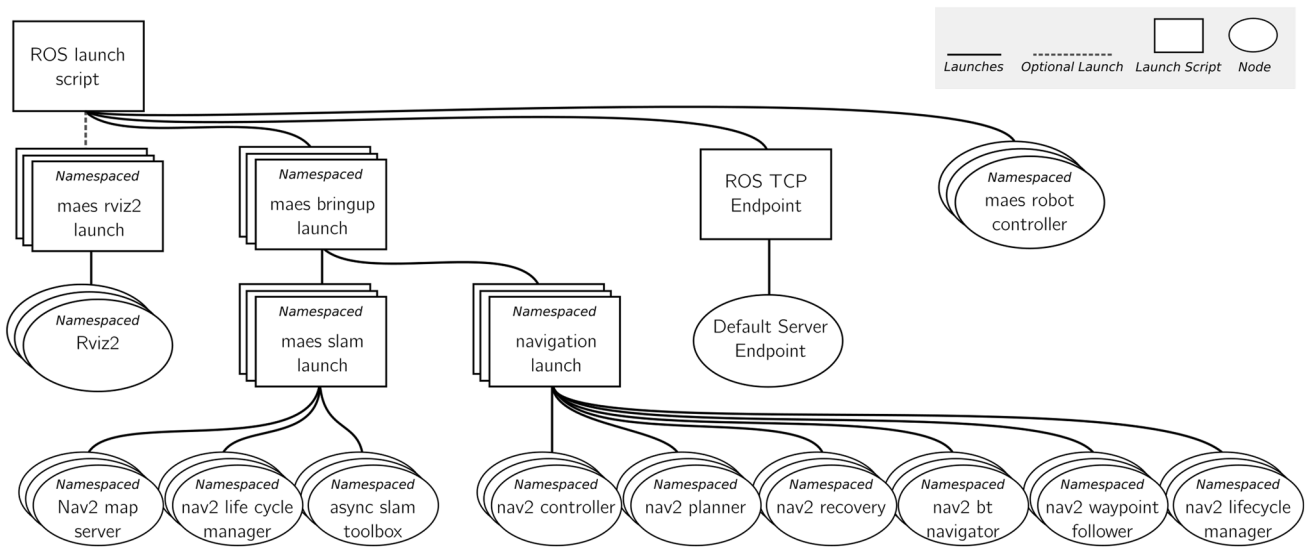 ROS launch
script
Launches
Optional Launch
Launch Script
Node
Namespaced
maes rviz2
launch
Namespaced
maes bringup
launch
ROS TCP
Endpoint
Namespaced
maes robot
controller
Namespaced
Rviz2
Namespaced
maes slam
launch
Namespaced
navigation
launch
Default Server
Endpoint
Namespaced
Nav2 map
server
Namespaced
nav2 life cycle
manager
Namespaced
async slam
toolbox
Namespaced
nav2 controller
Namespaced
nav2 planner
Namespaced
nav2 recovery
Namespaced
nav2 bt
navigator
Namespaced
nav2 waypoint
follower
Namespaced
nav2 lifecycle
manager